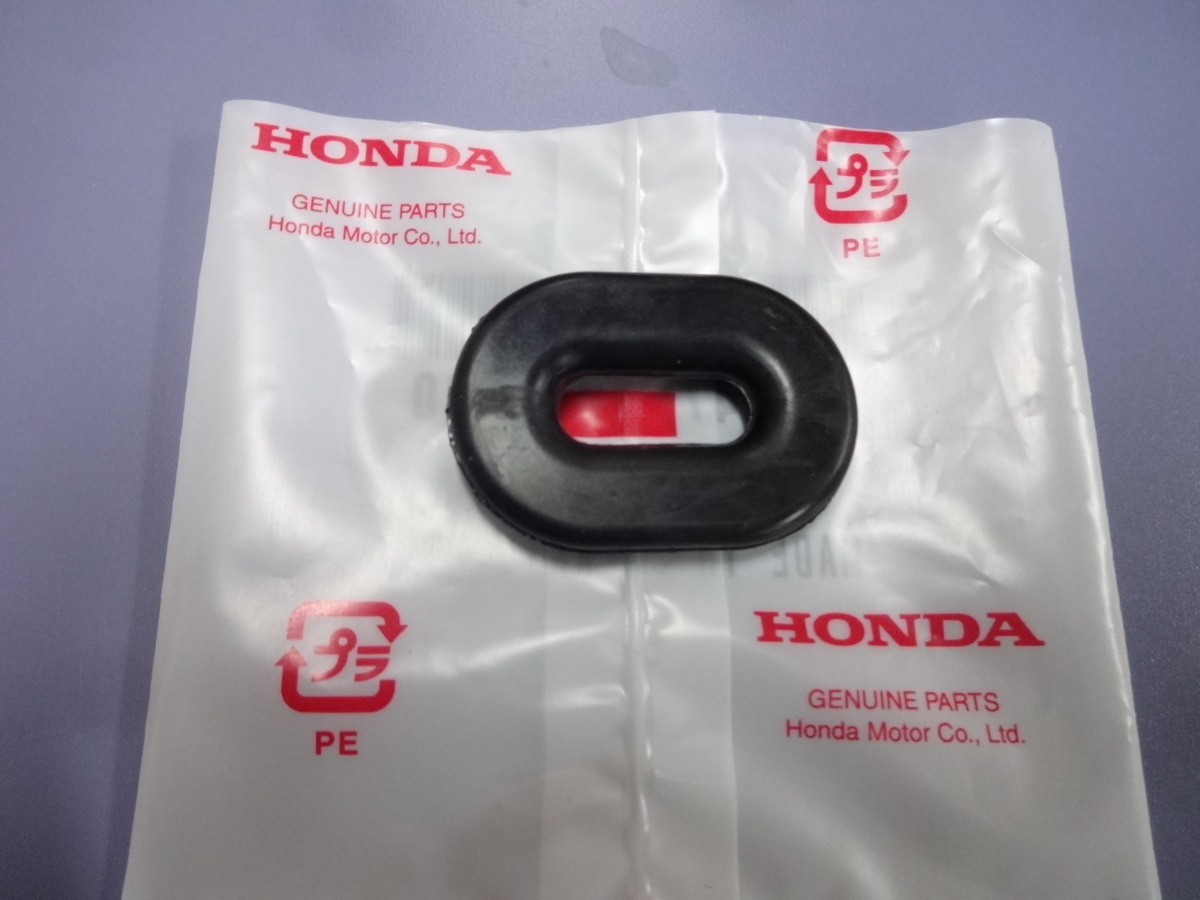 HONDA
GENUINE PARTS
Honda Motor Co., Ltd.
プラ
PE
プラ
PE
HONDA
GENUINE PARTS
Honda Motor Co., Ltd.
MADE